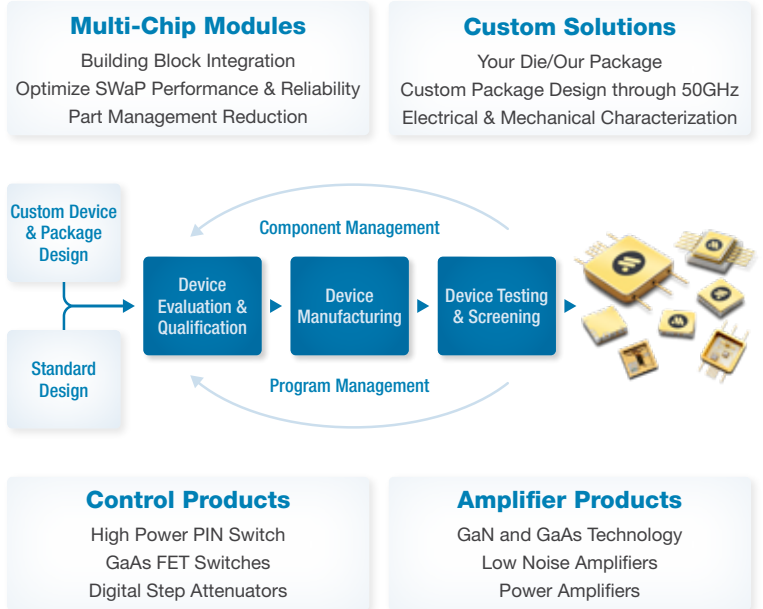 Multi-Chip Modules
Building Block Integration
Optimize SWaP Performance & Reliability
Part Management Reduction
Custom Solutions
Your Die/Our Package
Custom Package Design through 50GHz
Electrical & Mechanical Characterization
Custom Device
& Package
Design
Standard
Design
Component Management
Device
Evaluation &
Qualification
Device
Manufacturing
Device Testing
& Screening
Program Management
Control Products
High Power PIN Switch
GaAs FET Switches
Digital Step Attenuators
Amplifier Products
GaN and GaAs Technology
Low Noise Amplifiers
Power Amplifiers